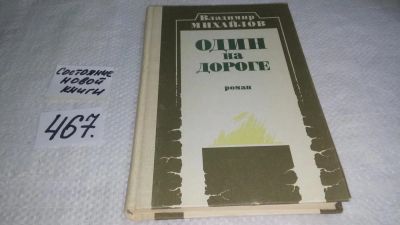 Состояние
новой
книги
467.
Владимир
МИХАЙЛОВ
ОДИН
на
ДОРОГЕ
роман